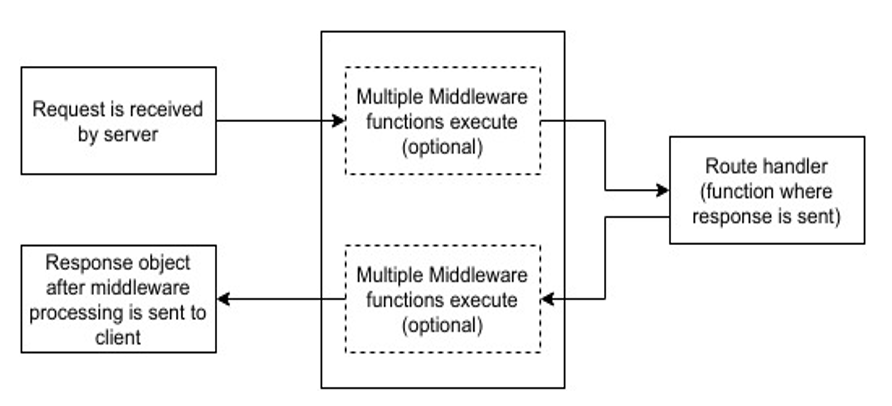 Request is received
by server
Multiple Middleware
functions execute
(optional)
Route handler
(function where
response is sent)
Multiple Middleware
functions execute
(optional)
Response object
after middleware
processing is sent to
client